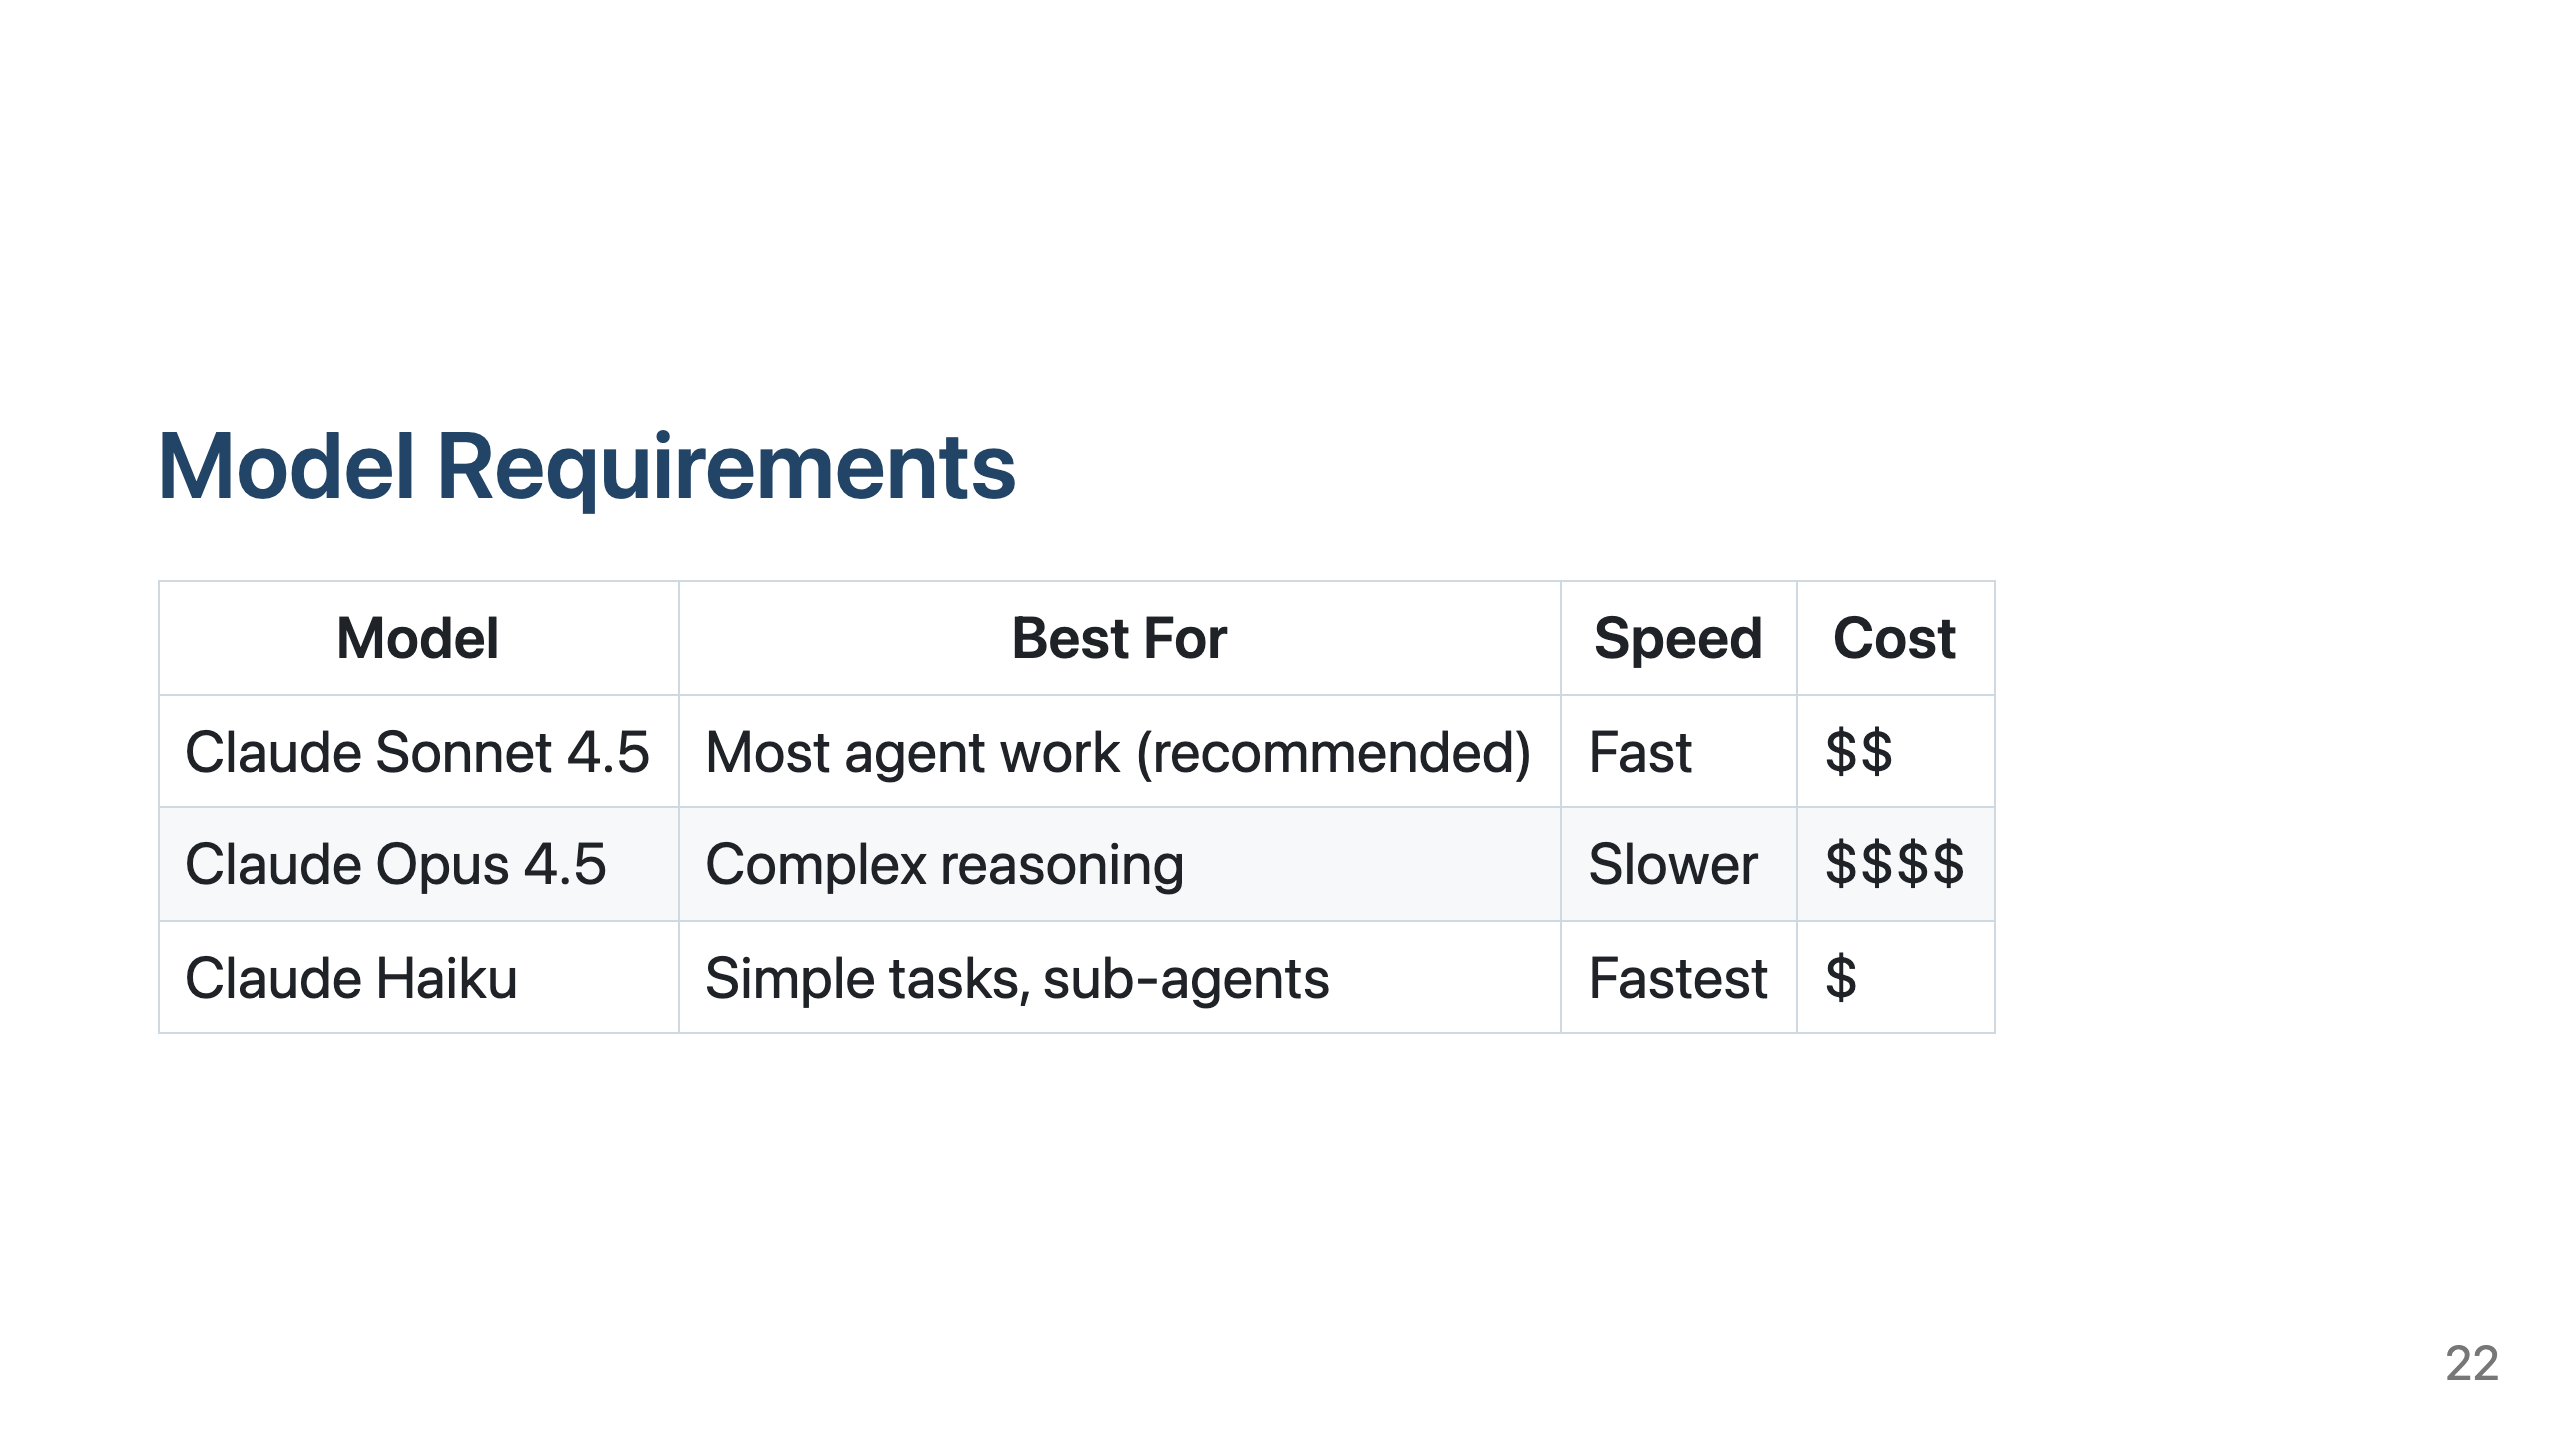 Model Requirements
Model Best For Speed Cost
Claude Sonnet 4.5 Most agent work (recommended) Fast $$
Claude Opus 4.5 Complex reasoning Slower $$$$
Claude Haiku Simple tasks, sub-agents Fastest $
22